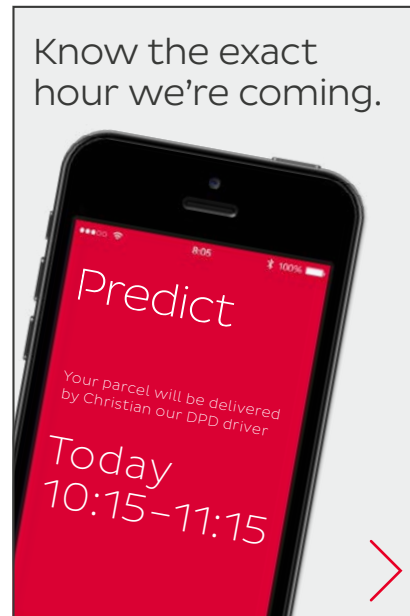 Know the exact
hour we’re coming.
8:05
100%
Predict
Your parcel will be delivered
by Christian our DPD driver
Today
10:15–11:15